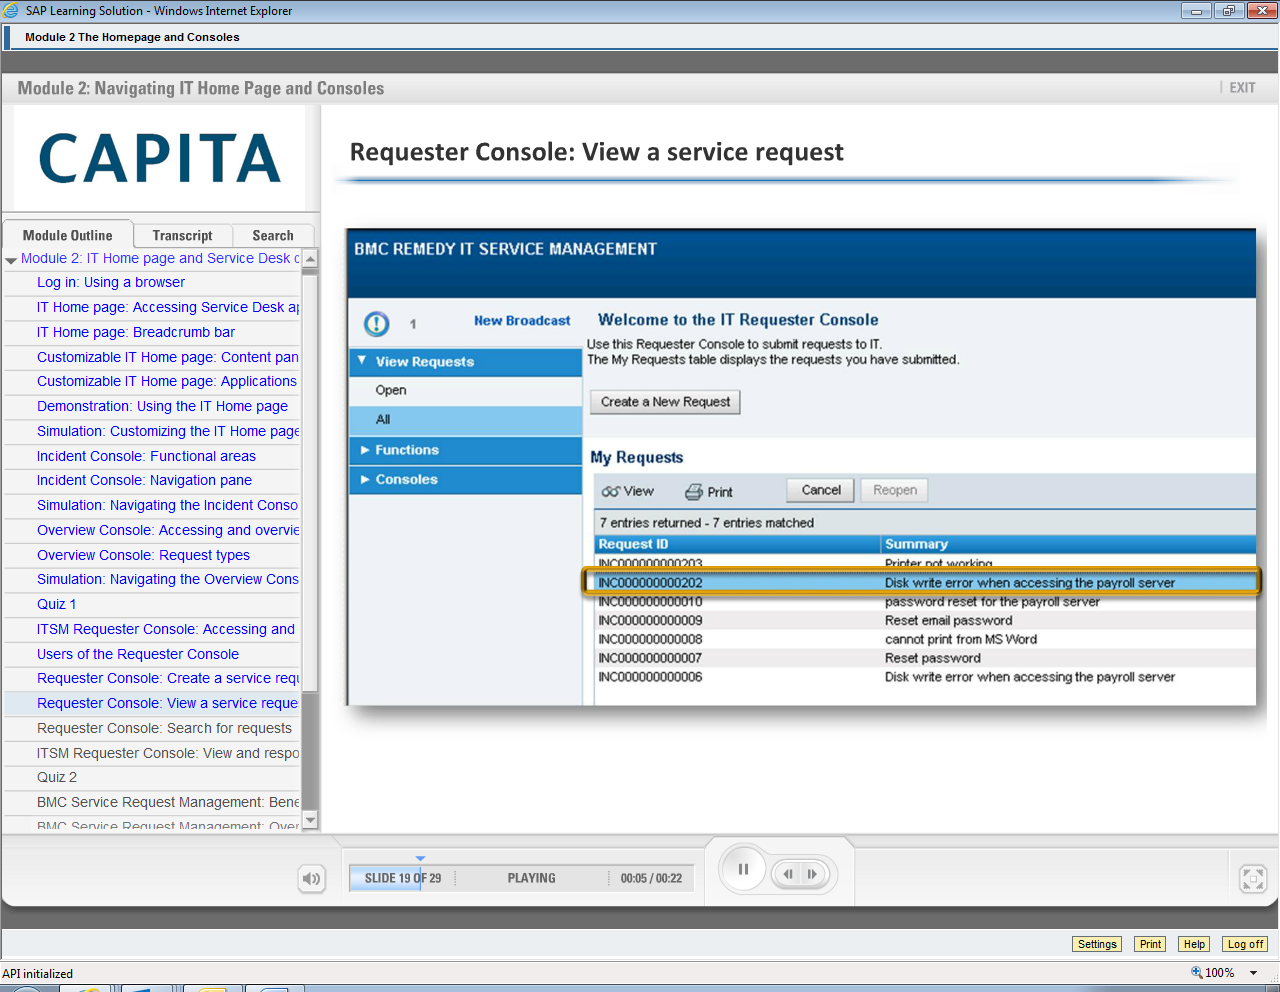 SAP Learning Solution - Windows Internet Explorer
Module 2 The Homepage and Consoles
Module 2: Navigating IT Home Page and Consoles
EXIT
CAPITA
Module Outline
Transcript
Search
Module 2: IT Home page and Service Desk c
Log in: Using a browser
IT Home page: Accessing Service Desk ap
IT Home page: Breadcrumb bar
Customizable IT Home page: Content pan
Customizable IT Home page: Applications
Demonstration: Using the IT Home page
Simulation: Customizing the IT Home page
Incident Console: Functional areas
Incident Console: Navigation pane
Simulation: Navigating the Incident Conso
Overview Console: Accessing and overvie
Overview Console: Request types
Simulation: Navigating the Overview Cons
Quiz 1
ITSM Requester Console: Accessing and
Users of the Requester Console
Requester Console: Create a service requ
Requester Console: View a service reques
Requester Console: Search for requests
ITSM Requester Console: View and respo
Quiz 2
BMC Service Request Management: Bene
BMC Service Request Management: Over
Requester Console: View a service request
BMC REMEDY IT SERVICE MANAGEMENT
1 New Broadcast
View Requests
Open
All
Functions
Consoles
Welcome to the IT Requester Console
Use this Requester Console to submit requests to IT.
The My Requests table displays the requests you have submitted.
Create a New Request
My Requests
View Print Cancel Reopen
7 entries returned - 7 entries matched
Request ID Summary
INC000000000203 Printer not working
INC000000000202 Disk write error when accessing the payroll server
INC000000000010 password reset for the payroll server
INC000000000009 Reset email password
INC000000000008 cannot print from MS Word
INC000000000007 Reset password
INC000000000006 Disk write error when accessing the payroll server
SLIDE 19 OF 29 PLAYING 00:05 / 00:22
Settings Print Help Log off
API initialized
100%